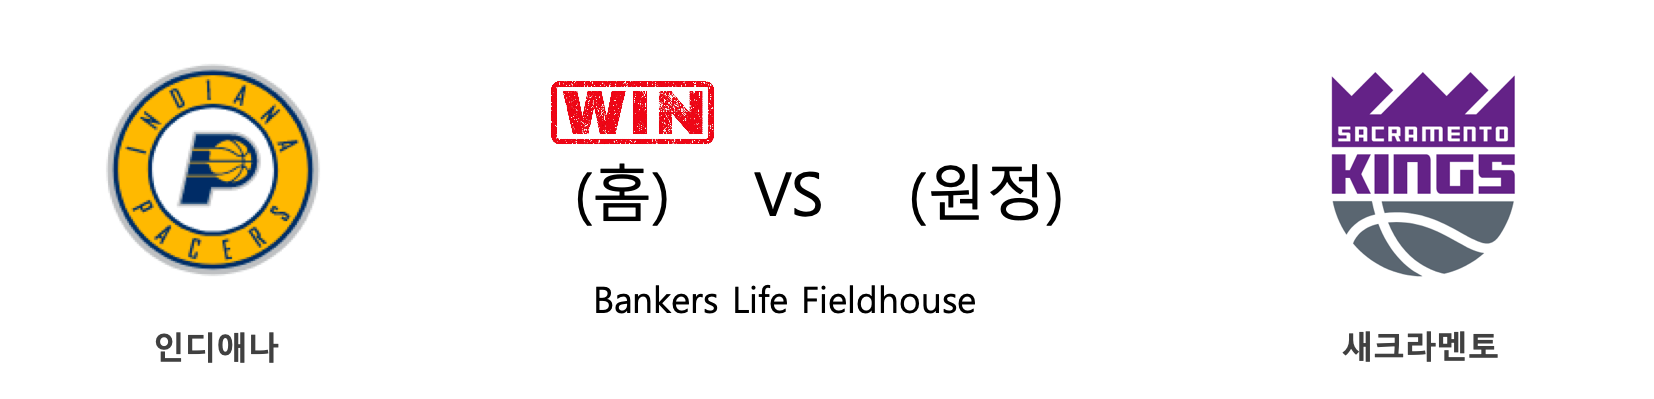 INDIANA
PACERS
P
인디애나
WIN
(홈) VS (원정)
Bankers Life Fieldhouse
SACRAMENTO
KINGS
새크라멘토